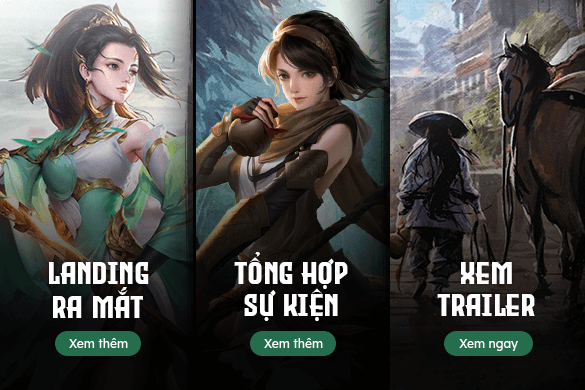 LANDING
RA MẮT
Xem thêm
TỔNG HỢP
SỰ KIỆN
Xem thêm
XEM
TRAILER
Xem ngay